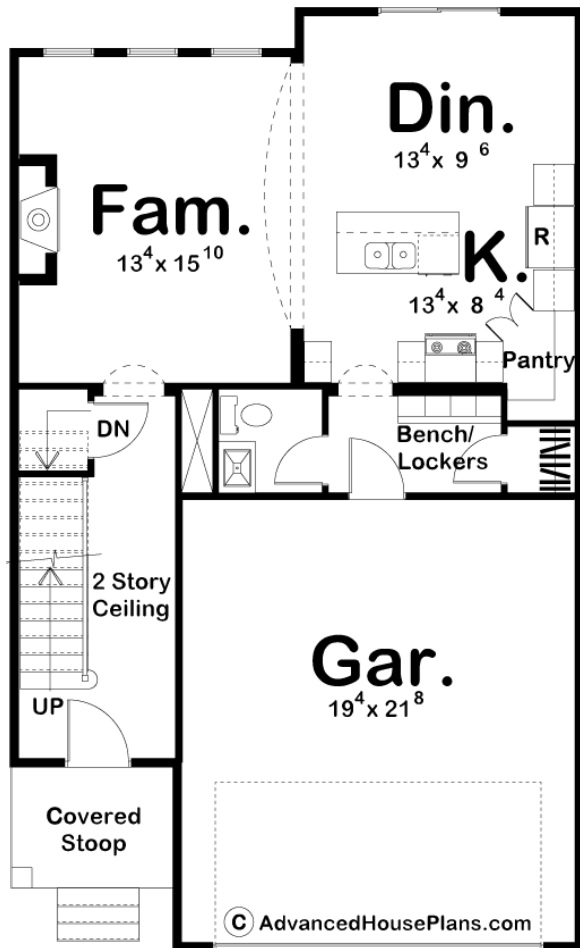 Din.
13⁴ x 9 ⁶
Fam.
13⁴ x 15¹⁰
R
K.
13⁴ x 8 ⁴
Pantry
DN
Bench/
Lockers
2 Story
Ceiling
Gar.
19⁴ x 21⁸
UP
Covered
Stoop
© AdvancedHousePlans.com